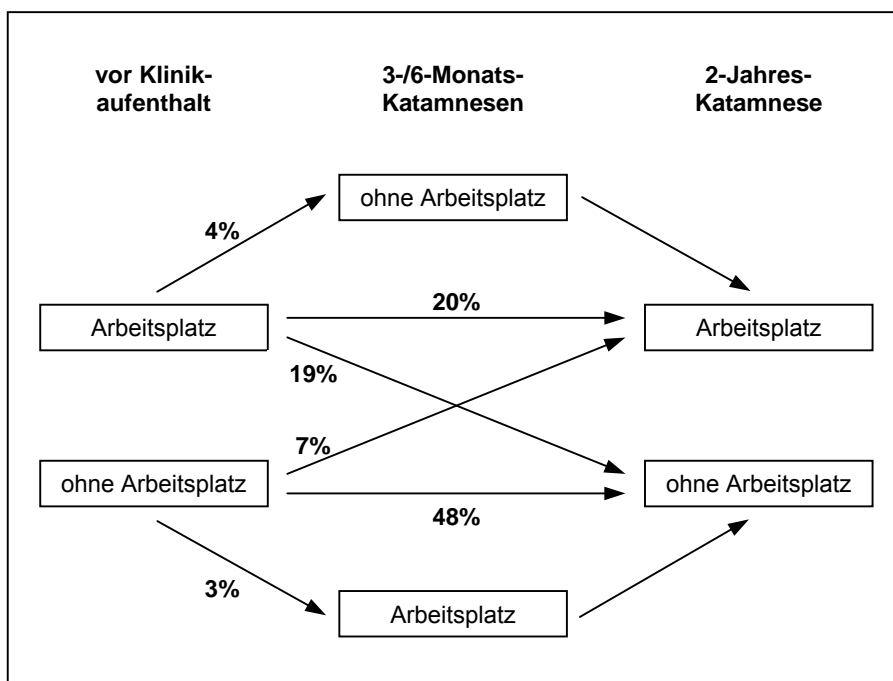 vor Klinik-
aufenthalt
3-/6-Monats-
Katamnesen
2-Jahres-
Katamnese
ohne Arbeitsplatz
4%
Arbeitsplatz
20%
Arbeitsplatz
19%
7%
ohne Arbeitsplatz
ohne Arbeitsplatz
48%
3%
Arbeitsplatz